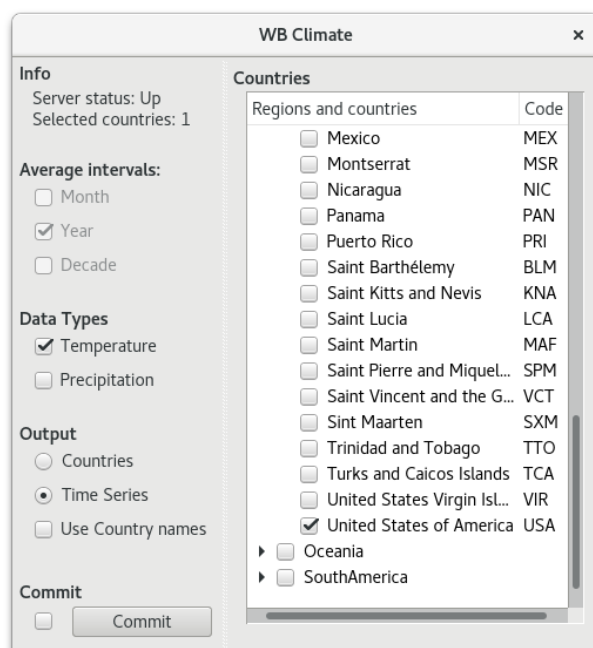 WB Climate
×
Info
Server status: Up
Selected countries: 1
Average intervals:
Month
Year
Decade
Data Types
Temperature
Precipitation
Output
Countries
Time Series
Use Country names
Commit
Commit
Countries
Regions and countries Code
Mexico MEX
Montserrat MSR
Nicaragua NIC
Panama PAN
Puerto Rico PRI
Saint Barthélemy BLM
Saint Kitts and Nevis KNA
Saint Lucia LCA
Saint Martin MAF
Saint Pierre and Miquel... SPM
Saint Vincent and the G... VCT
Sint Maarten SXM
Trinidad and Tobago TTO
Turks and Caicos Islands TCA
United States Virgin Isl... VIR
United States of America USA
Oceania
SouthAmerica